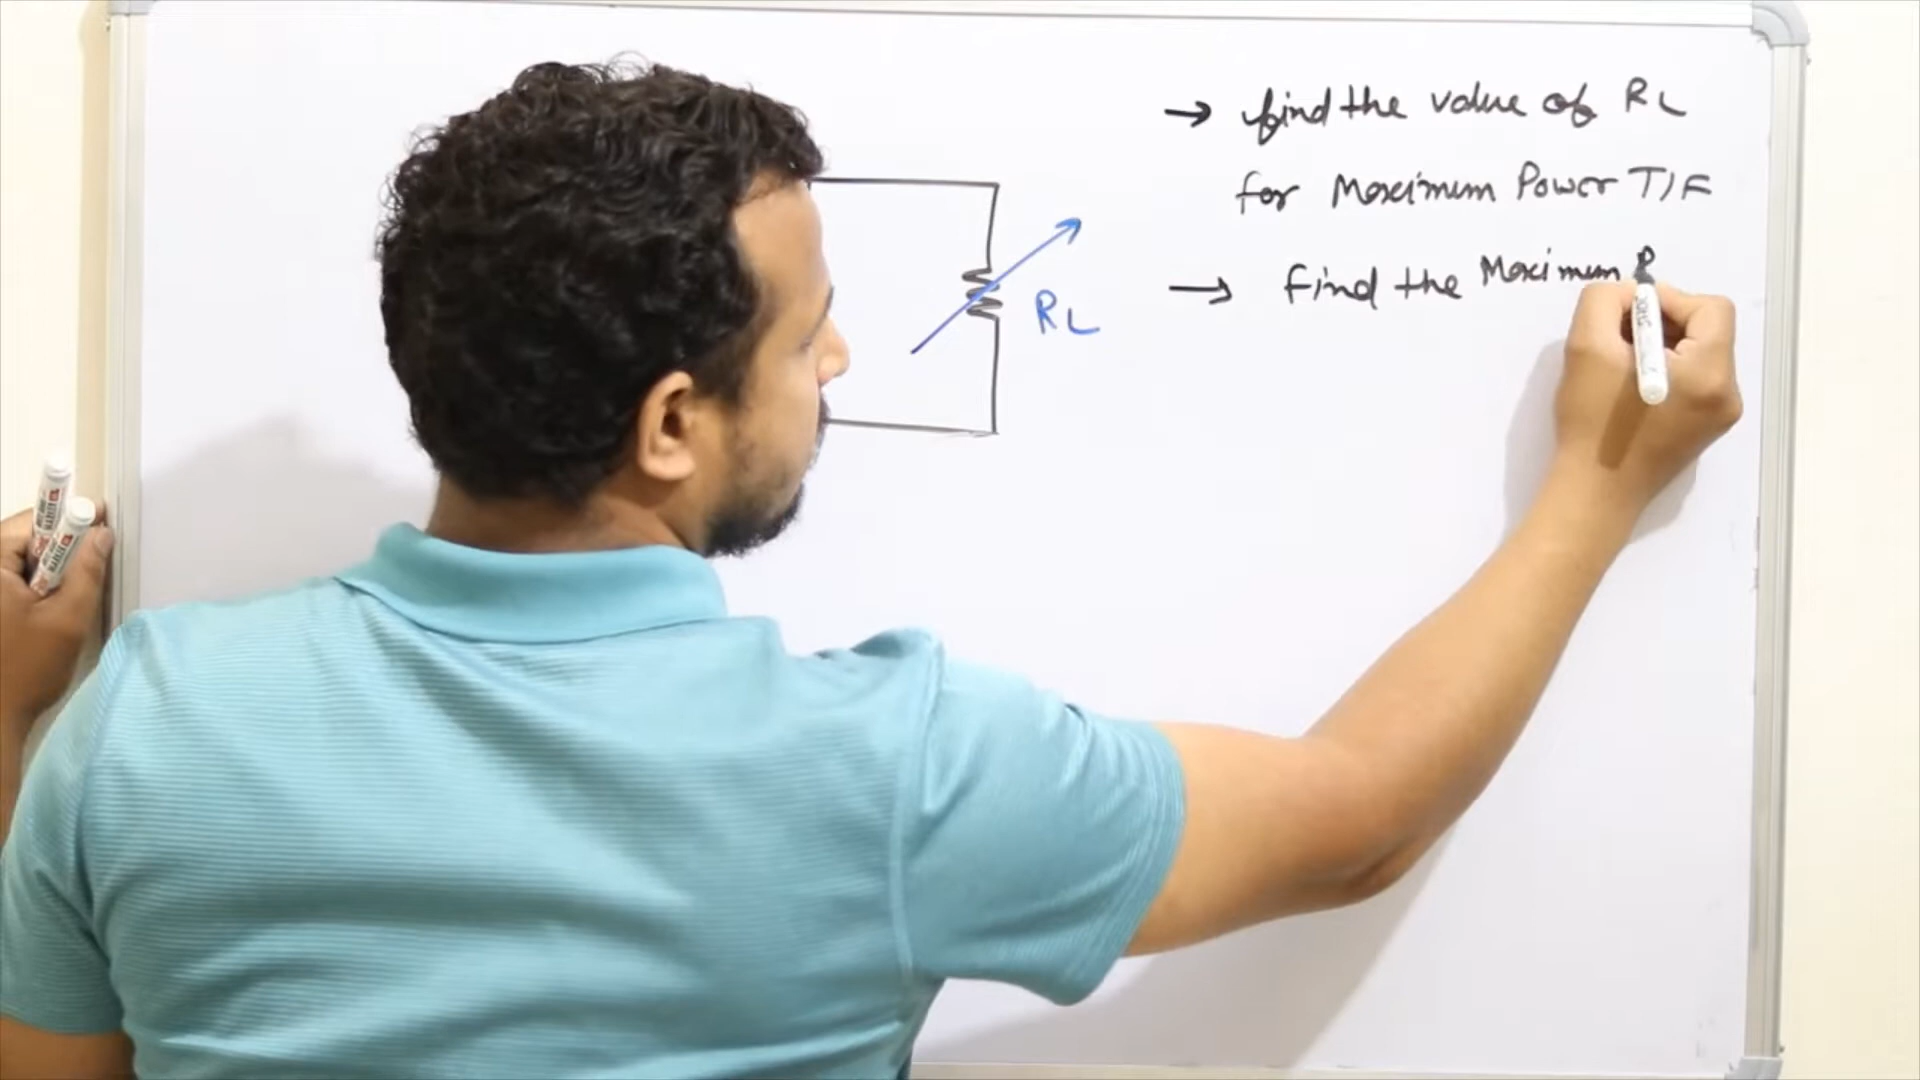 → find the value of RL
for Maximum Power T/F
→ find the Maximum P
RL